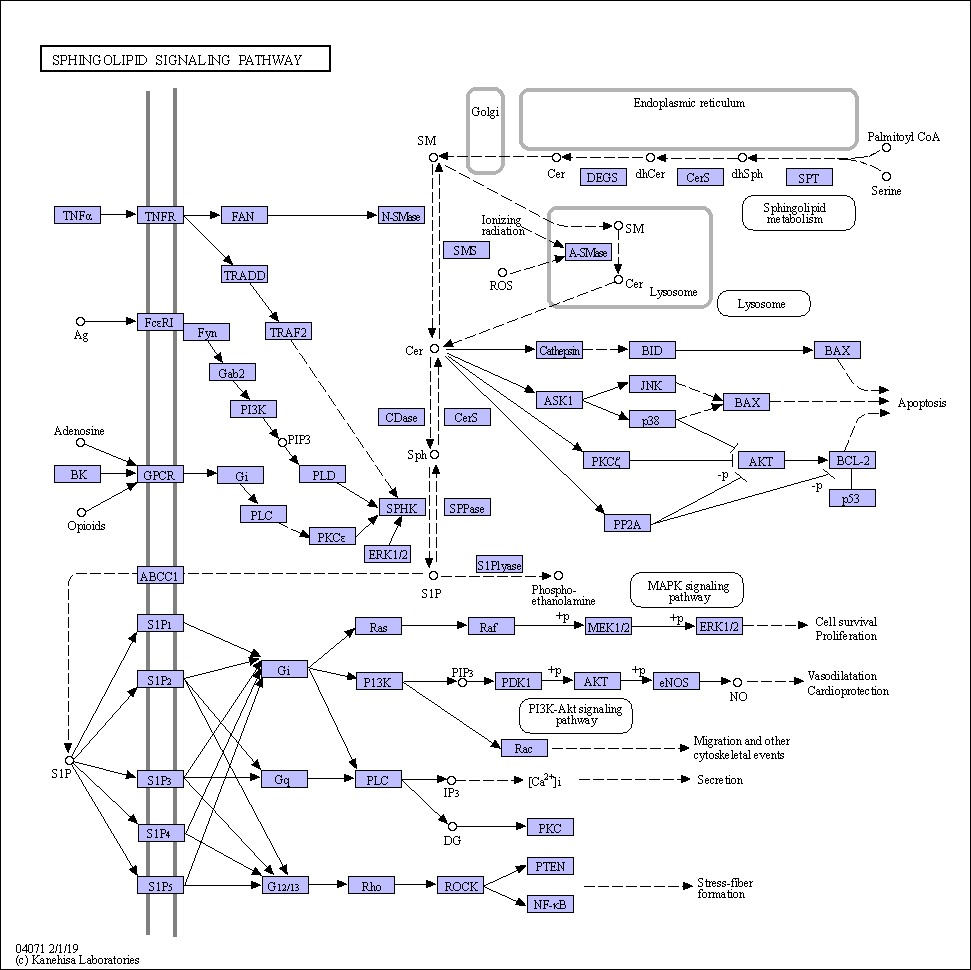 SPHINGOLIPID SIGNALING PATHWAY
Golgi
Endoplasmic reticulum
SM
Palmitoyl CoA
Cer
dhCer
dhSph
DEGS
CerS
SPT
Serine
Sphingolipid
metabolism
TNFα
TNFR
FAN
N-SMase
Ionizing
radiation
SM
SMS
A-SMase
TRADD
ROS
Cer
Lysosome
Lysosome
Ag
FcεRI
Fyn
TRAF2
Cer
Cathepsin
BID
BAX
Gab2
JNK
ASK1
BAX
Apoptosis
PI3K
CDase
CerS
p38
Adenosine
PIP3
Sph
PKCζ
AKT
BCL-2
BK
GPCR
Gi
PLD
-p
-p
p53
SPHK
SPPase
Opioids
PLC
PP2A
PKCε
ERK1/2
S1Plyase
ABCC1
S1P
Phospho-
ethanolamine
MAPK signaling
pathway
S1P1
Ras
Raf
+p
MEK1/2
+p
ERK1/2
Cell survival
Proliferation
Gi
S1P2
P13K
PIP3
PDK1
+p
AKT
+p
eNOS
NO
Vasodilatation
Cardioprotection
PI3K-Akt signaling
pathway
Rac
Migration and other
cytoskeletal events
S1P
S1P3
Gq
PLC
IP3
[Ca2+]i
Secretion
S1P4
DG
PKC
PTEN
S1P5
G12/13
Rho
ROCK
NF-κB
Stress-fiber
formation
04071 2/1/19
(c) Kanehisa Laboratories